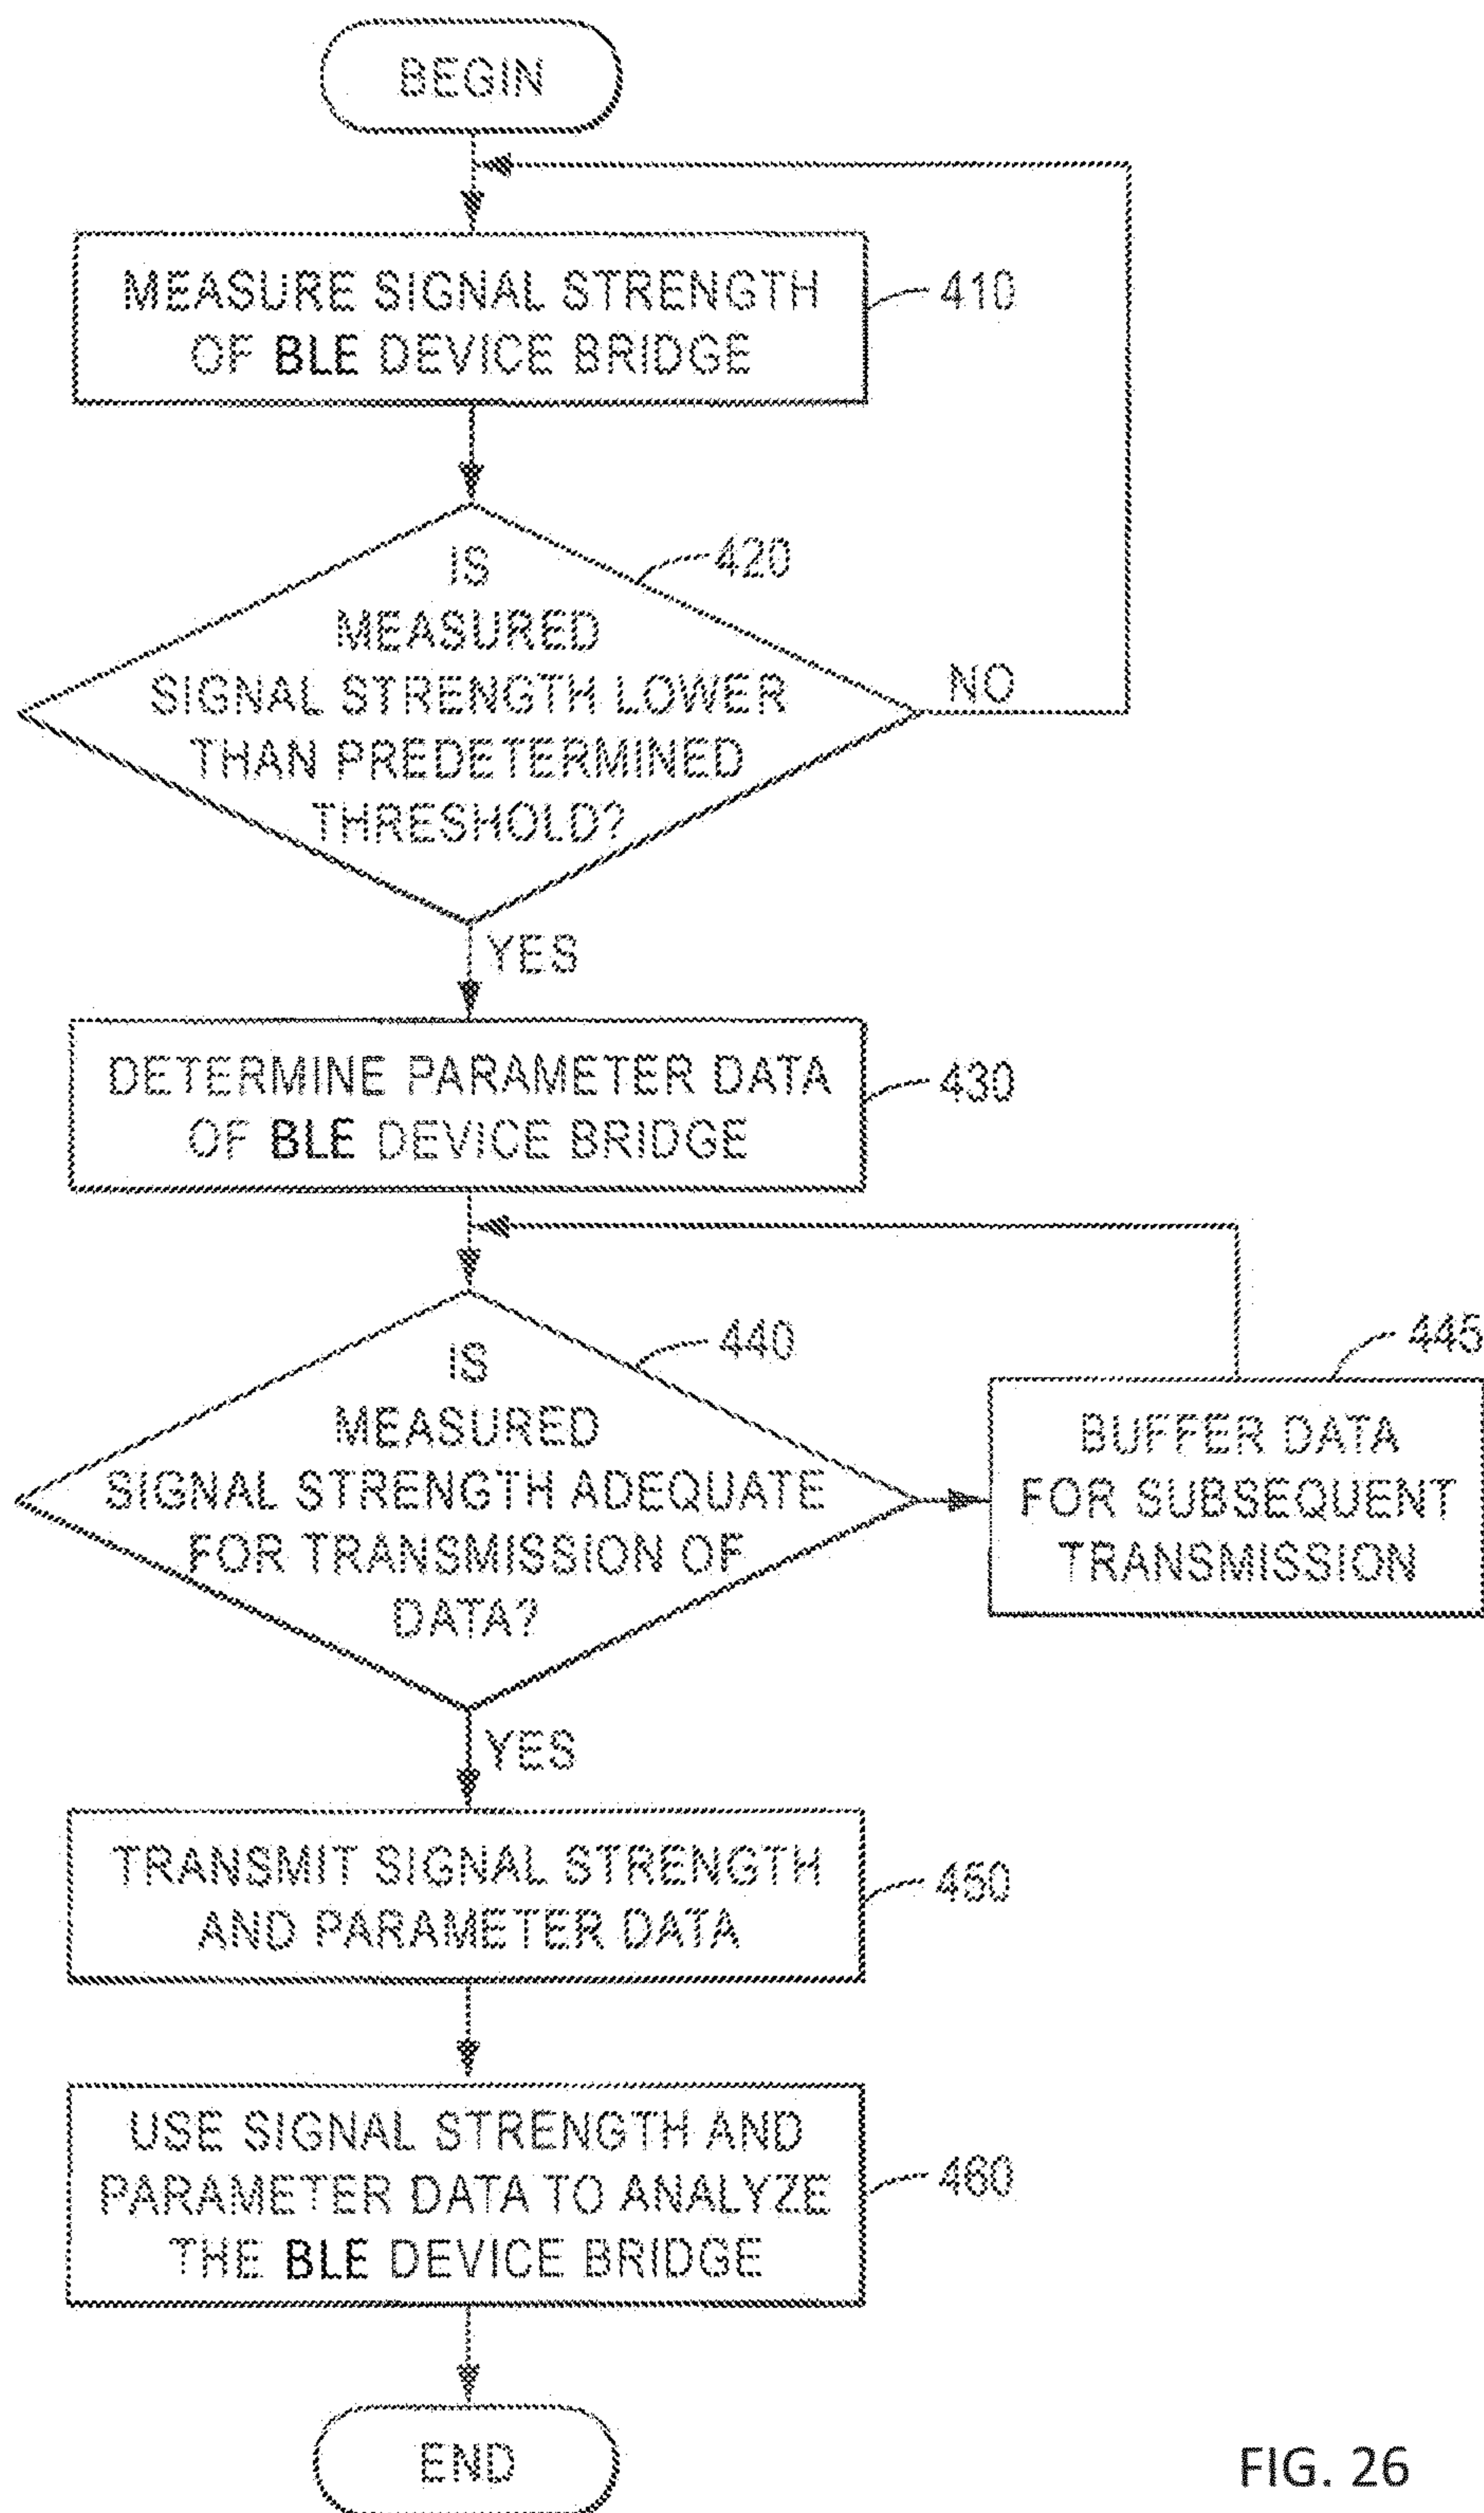 BEGIN
MEASURE SIGNAL STRENGTH
OF BLE DEVICE BRIDGE
410
IS
MEASURED
SIGNAL STRENGTH LOWER
THAN PREDETERMINED
THRESHOLD?
420
NO
YES
DETERMINE PARAMETER DATA
OF BLE DEVICE BRIDGE
430
IS
MEASURED
SIGNAL STRENGTH ADEQUATE
FOR TRANSMISSION OF
DATA?
440
445
BUFFER DATA
FOR SUBSEQUENT
TRANSMISSION
YES
TRANSMIT SIGNAL STRENGTH
AND PARAMETER DATA
450
USE SIGNAL STRENGTH AND
PARAMETER DATA TO ANALYZE
THE BLE DEVICE BRIDGE
460
END
FIG. 26